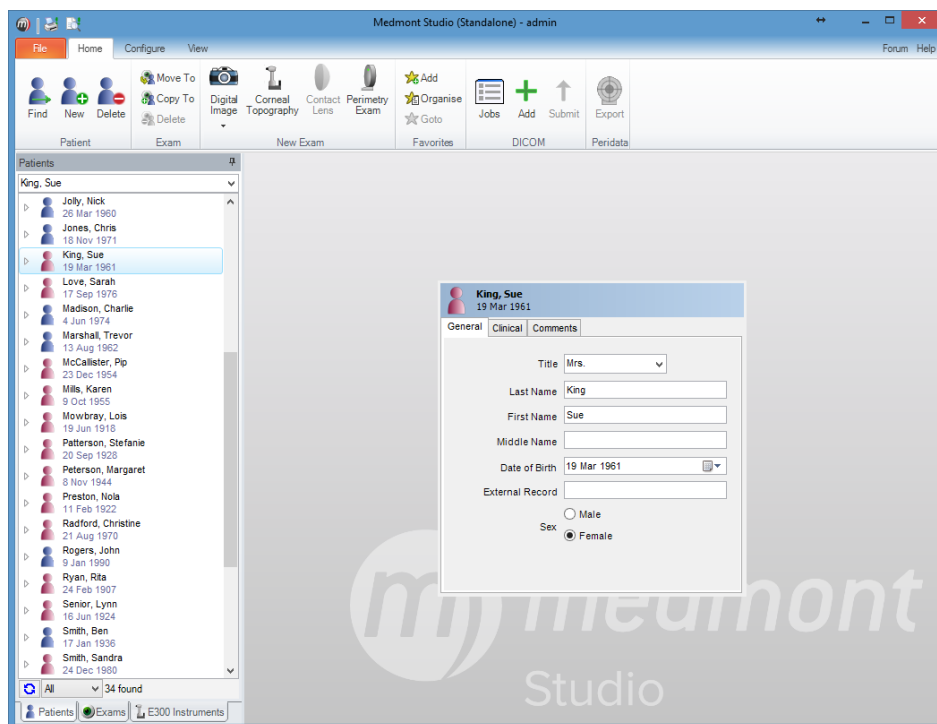 Medmont Studio (Standalone) - admin
File Home Configure View Forum Help
Find New Delete
Patient
Move To
Copy To
Delete
Exam
Digital Image
Corneal Topography
Contact Lens
Perimetry Exam
New Exam
Add
Organise
Goto
Favorites
Jobs Add Submit
DICOM
Export
Peridata
Patients
King, Sue
Jolly, Nick
26 Mar 1960
Jones, Chris
18 Nov 1971
King, Sue
19 Mar 1961
Love, Sarah
17 Sep 1976
Madison, Charlie
4 Jun 1974
Marshall, Trevor
13 Aug 1962
McCallister, Pip
23 Dec 1954
Mills, Karen
9 Oct 1955
Mowbray, Lois
19 Jun 1918
Patterson, Stefanie
20 Sep 1928
Peterson, Margaret
8 Nov 1944
Preston, Nola
11 Feb 1922
Radford, Christine
21 Aug 1970
Rogers, John
9 Jan 1990
Ryan, Rita
24 Feb 1907
Senior, Lynn
16 Jun 1924
Smith, Ben
17 Jan 1936
Smith, Sandra
24 Dec 1980
All 34 found
Patients Exams E300 Instruments
King, Sue
19 Mar 1961
General Clinical Comments
Title Mrs.
Last Name King
First Name Sue
Middle Name
Date of Birth 19 Mar 1961
External Record
Sex
Male
Female
medmont
Studio